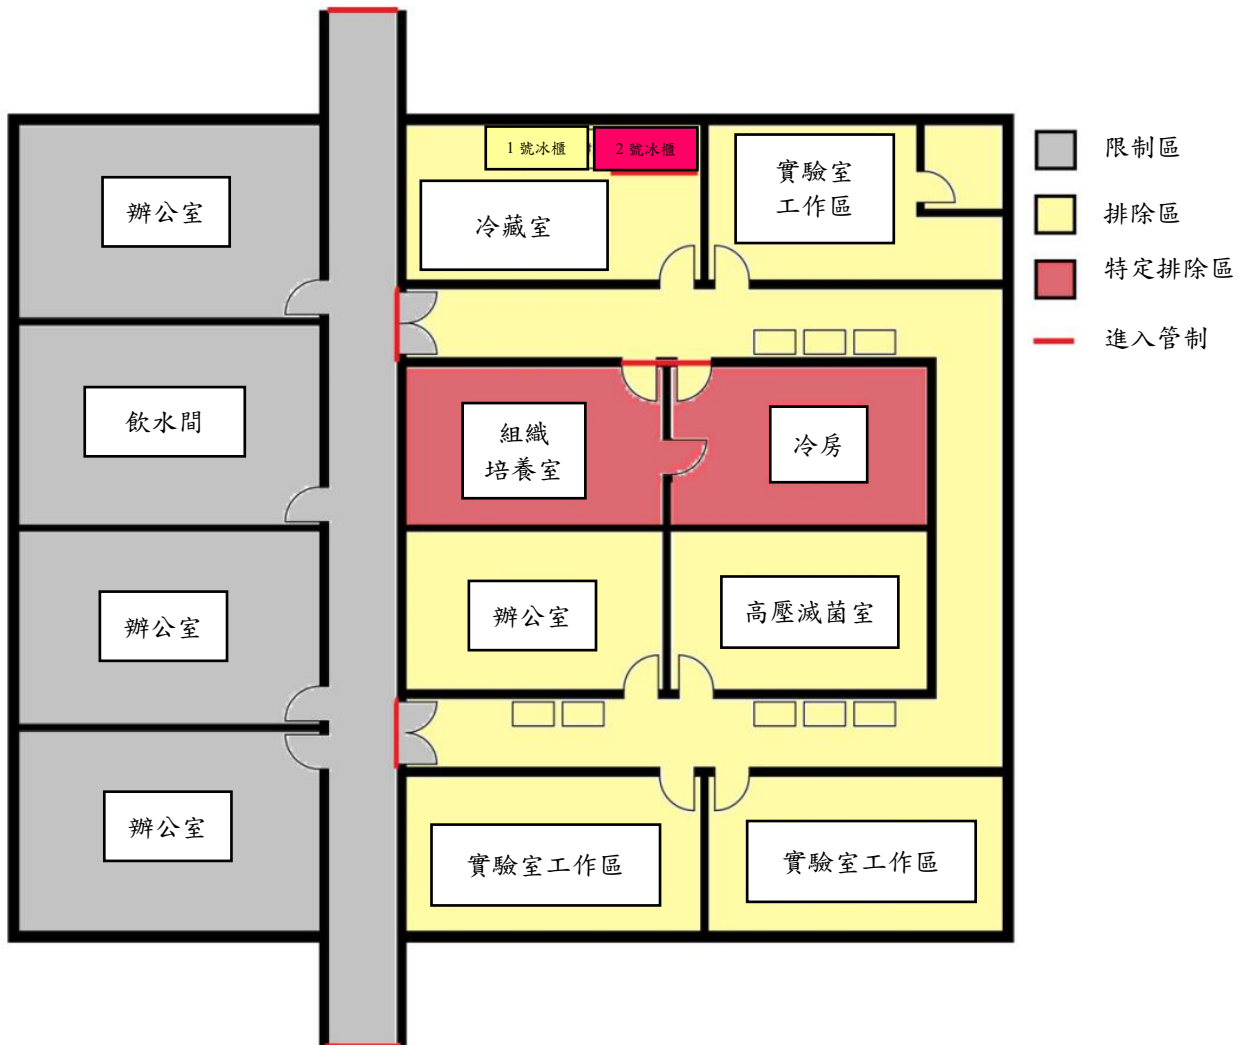 1 號冰櫃
2 號冰櫃
冷藏室
實驗室
工作區
辦公室
飲水間
組織
培養室
冷房
辦公室
辦公室
高壓滅菌室
辦公室
實驗室工作區
實驗室工作區
限制區
排除區
特定排除區
進入管制